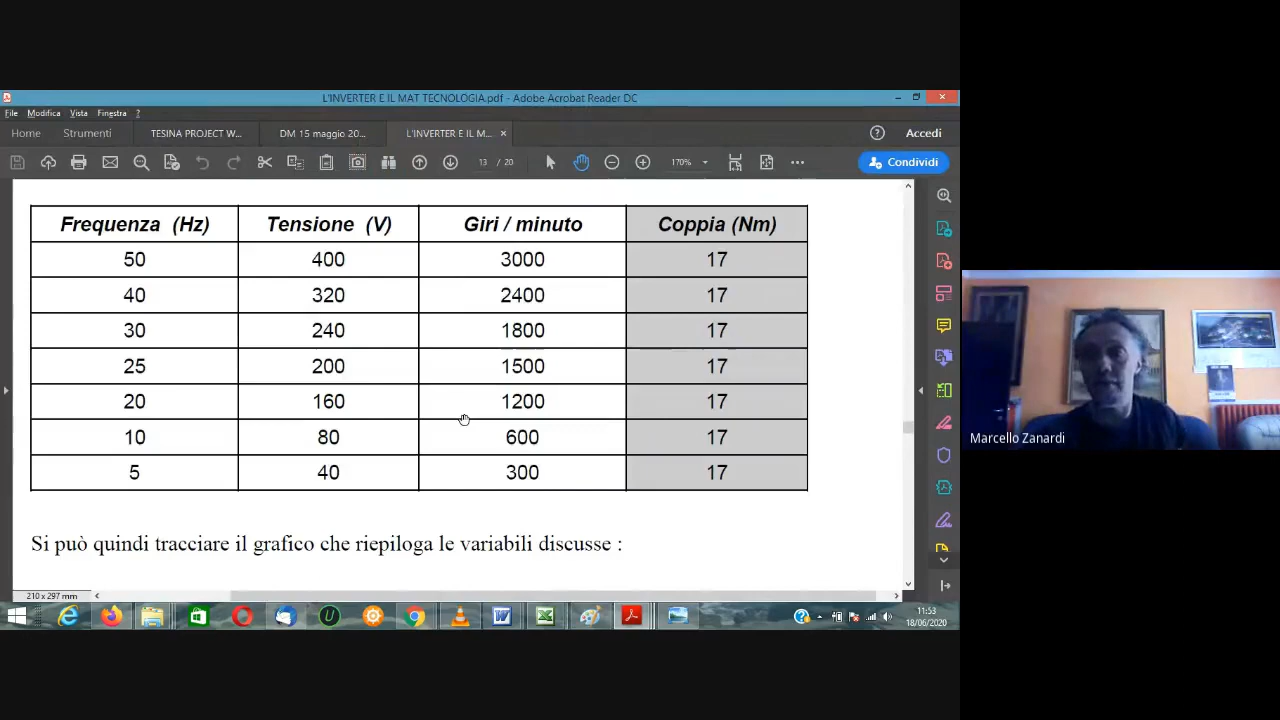 L'INVERTER E IL MAT TECNOLOGIA.pdf - Adobe Acrobat Reader DC
File Modifica Vista Finestra ?
Home Strumenti TESINA PROJECT W... DM 15 maggio 20... L'INVERTER E IL M... × ? Accedi
13 / 20 170% Condividi
Frequenza (Hz) Tensione (V) Giri / minuto Coppia (Nm)
50 400 3000 17
40 320 2400 17
30 240 1800 17
25 200 1500 17
20 160 1200 17
10 80 600 17
5 40 300 17
Si può quindi tracciare il grafico che riepiloga le variabili discusse :
210 x 297 mm
11:53
18/06/2020
Marcello Zanardi